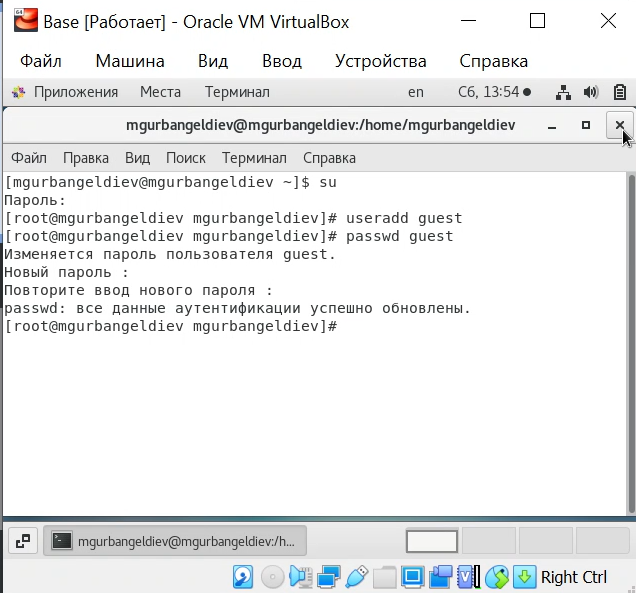 64
Base [Работает] - Oracle VM VirtualBox
Файл Машина Вид Ввод Устройства Справка
Приложения Места Терминал en Сб, 13:54
mgurbangeldiev@mgurbangeldiev:/home/mgurbangeldiev
Файл Правка Вид Поиск Терминал Справка
[mgurbangeldiev@mgurbangeldiev ~]$ su
Пароль:
[root@mgurbangeldiev mgurbangeldiev]# useradd guest
[root@mgurbangeldiev mgurbangeldiev]# passwd guest
Изменяется пароль пользователя guest.
Новый пароль :
Повторите ввод нового пароля :
passwd: все данные аутентификации успешно обновлены.
[root@mgurbangeldiev mgurbangeldiev]#
mgurbangeldiev@mgurbangeldiev:/h...
Right Ctrl